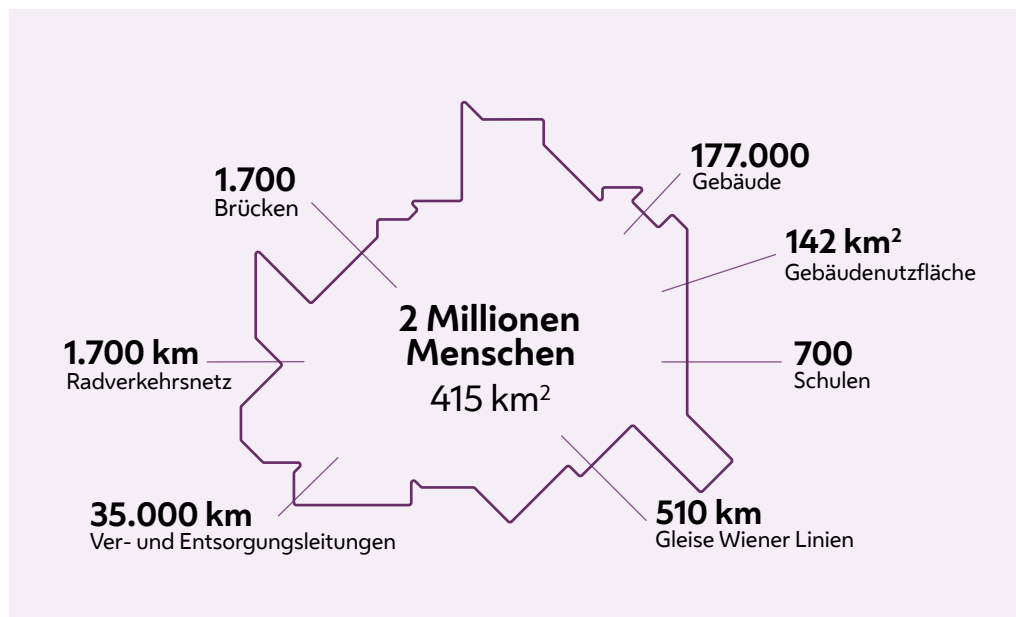 177.000
Gebäude
1.700
Brücken
142 km²
Gebäudenutzfläche
2 Millionen
Menschen
415 km²
1.700 km
Radverkehrsnetz
700
Schulen
35.000 km
Ver- und Entsorgungsleitungen
510 km
Gleise Wiener Linien